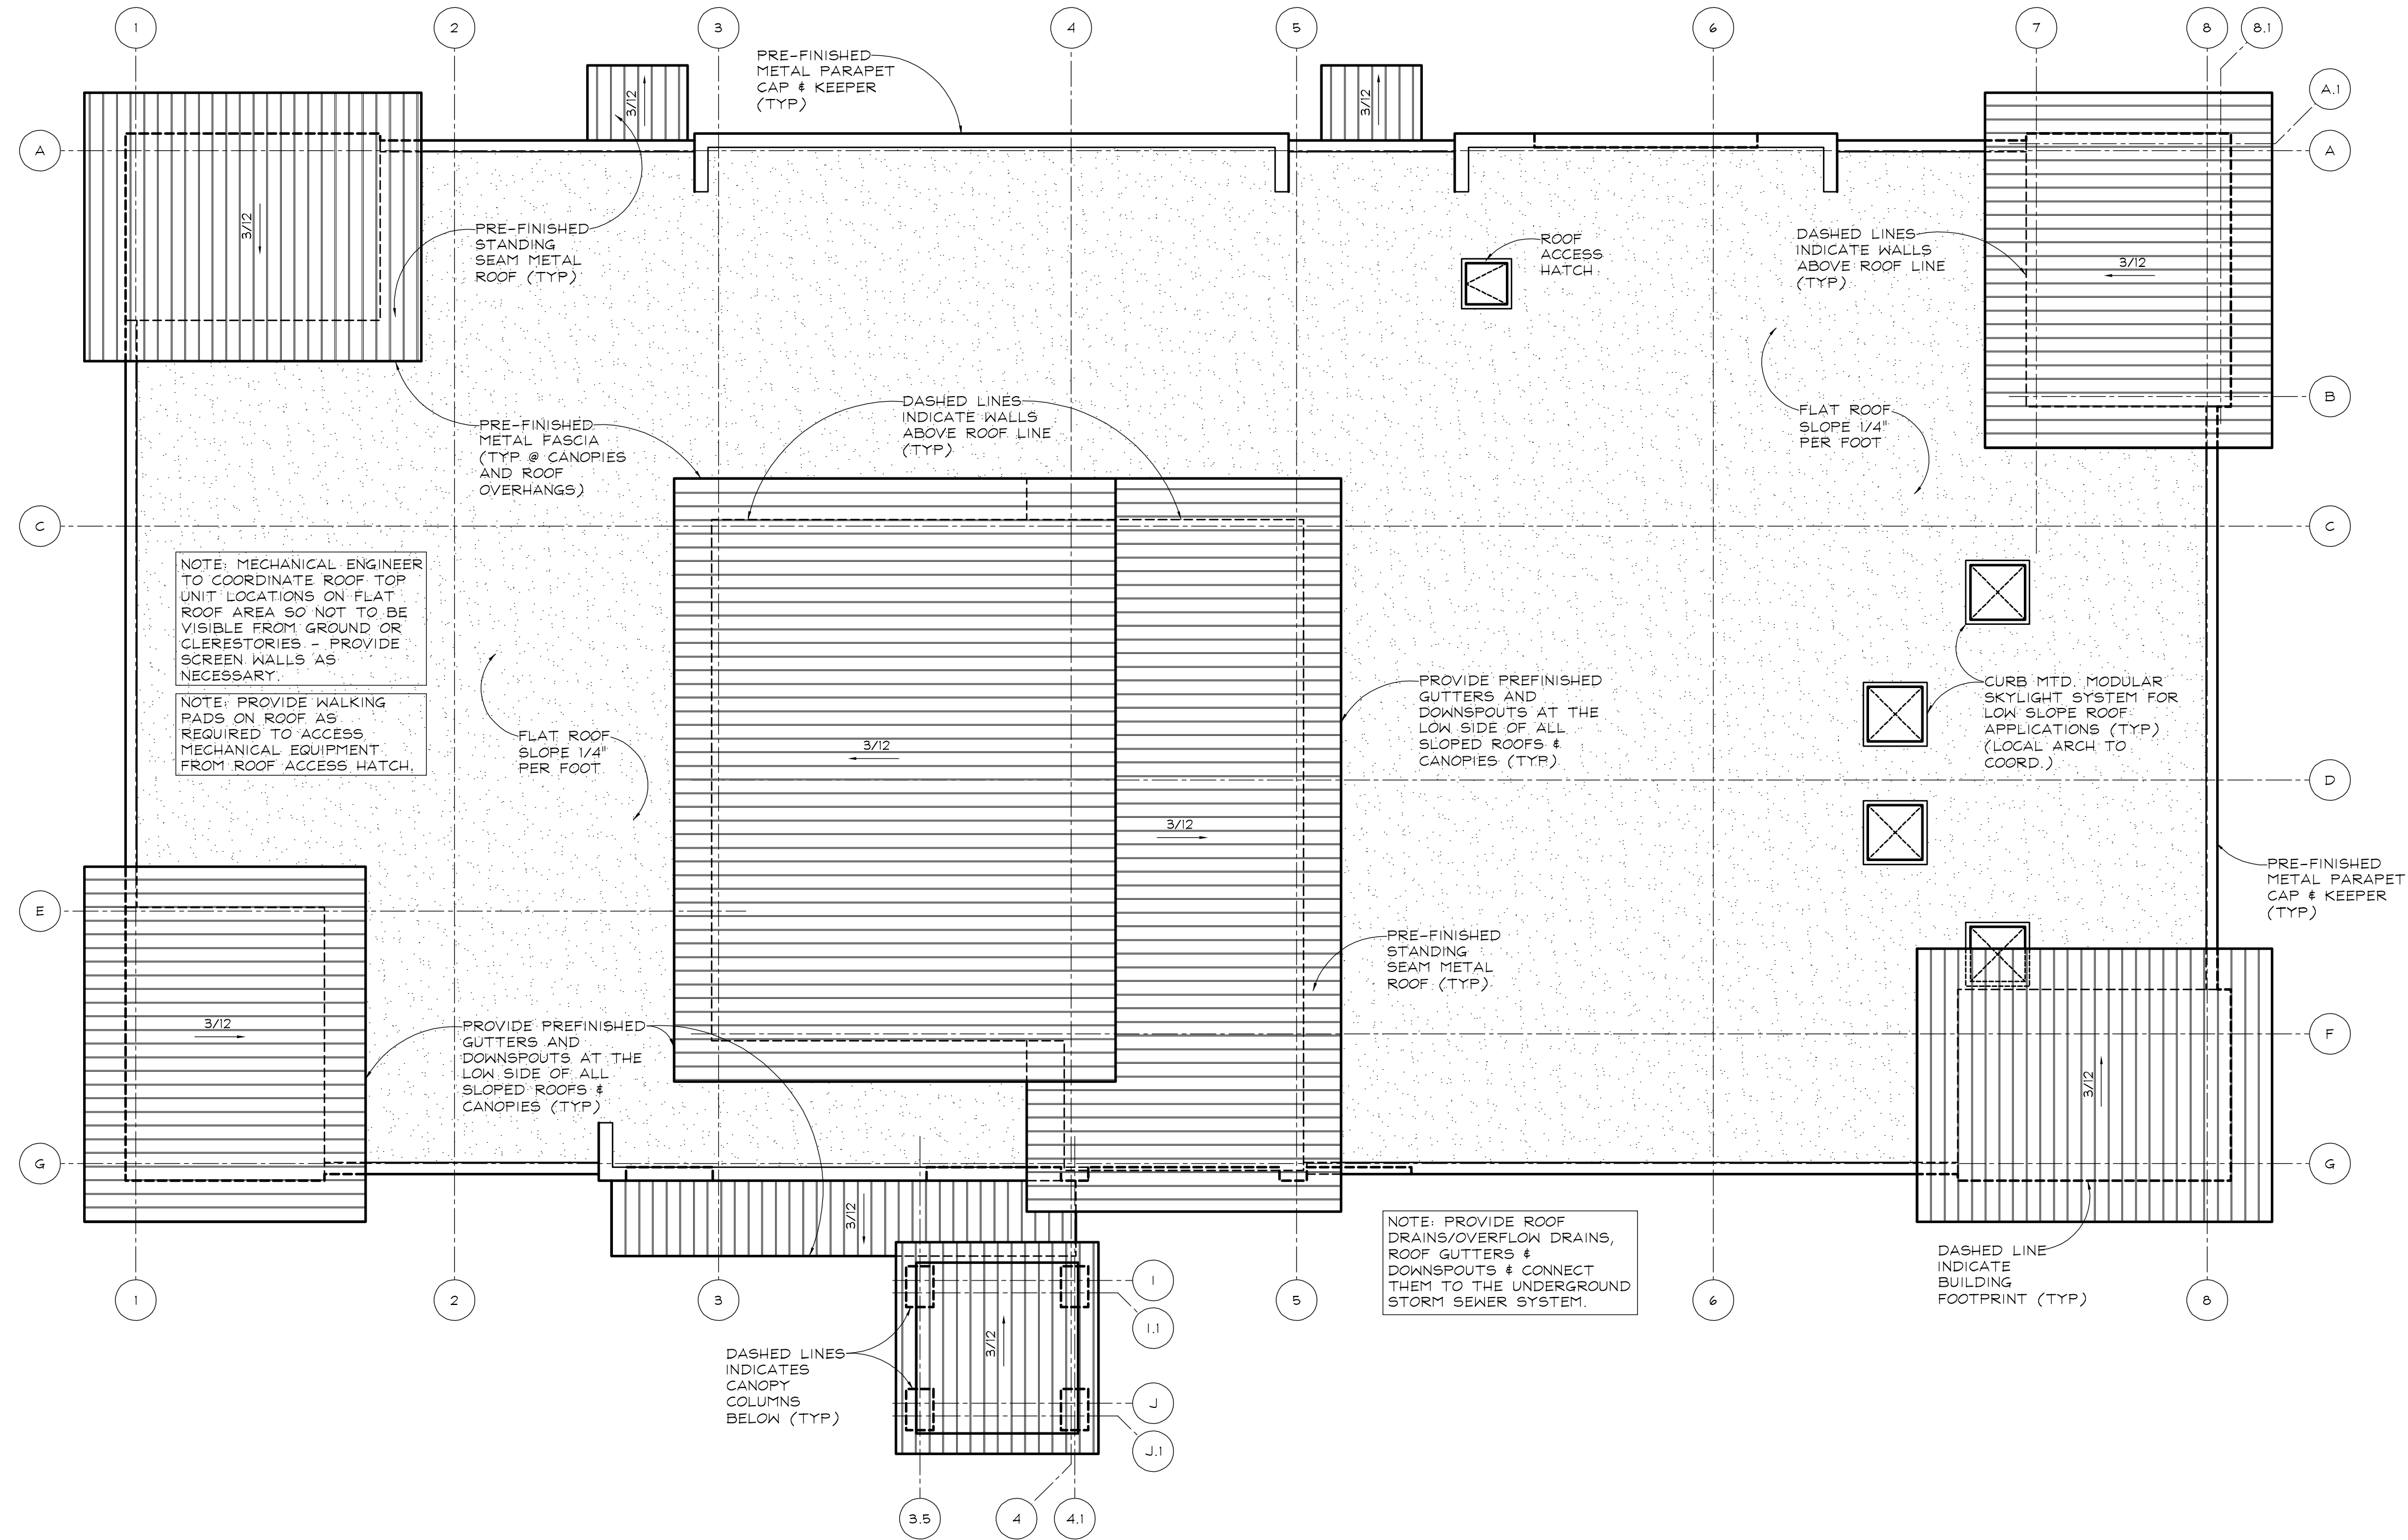 1
2
3
4
5
6
7
8
8.1
A.1
A
A
B
C
C
D
E
F
G
G
3/12
3/12
3/12
3/12
3/12
3/12
3/12
3/12
3/12
3/12
PRE-FINISHED
METAL PARAPET
CAP & KEEPER
(TYP)
PRE-FINISHED
STANDING
SEAM METAL
ROOF (TYP)
ROOF
ACCESS
HATCH
DASHED LINES
INDICATE WALLS
ABOVE ROOF LINE
(TYP)
PRE-FINISHED
METAL FASCIA
(TYP @ CANOPIES
AND ROOF
OVERHANGS)
DASHED LINES
INDICATE WALLS
ABOVE ROOF LINE
(TYP)
FLAT ROOF
SLOPE 1/4"
PER FOOT
NOTE: MECHANICAL ENGINEER
TO COORDINATE ROOF TOP
UNIT LOCATIONS ON FLAT
ROOF AREA SO NOT TO BE
VISIBLE FROM GROUND OR
CLERESTORIES - PROVIDE
SCREEN WALLS AS
NECESSARY.
NOTE: PROVIDE WALKING
PADS ON ROOF AS
REQUIRED TO ACCESS
MECHANICAL EQUIPMENT
FROM ROOF ACCESS HATCH.
FLAT ROOF
SLOPE 1/4"
PER FOOT
PROVIDE PREFINISHED
GUTTERS AND
DOWNSPOUTS AT THE
LOW SIDE OF ALL
SLOPED ROOFS &
CANOPIES (TYP)
CURB MTD. MODULAR
SKYLIGHT SYSTEM FOR
LOW SLOPE ROOF
APPLICATIONS (TYP)
(LOCAL ARCH TO
COORD.)
PRE-FINISHED
METAL PARAPET
CAP & KEEPER
(TYP)
PRE-FINISHED
STANDING
SEAM METAL
ROOF (TYP)
PROVIDE PREFINISHED
GUTTERS AND
DOWNSPOUTS AT THE
LOW SIDE OF ALL
SLOPED ROOFS &
CANOPIES (TYP)
NOTE: PROVIDE ROOF
DRAINS/OVERFLOW DRAINS,
ROOF GUTTERS &
DOWNSPOUTS & CONNECT
THEM TO THE UNDERGROUND
STORM SEWER SYSTEM.
DASHED LINE
INDICATE
BUILDING
FOOTPRINT (TYP)
DASHED LINES
INDICATES
CANOPY
COLUMNS
BELOW (TYP)
1
2
3
I
I.1
5
6
8
J
J.1
3.5
4
4.1